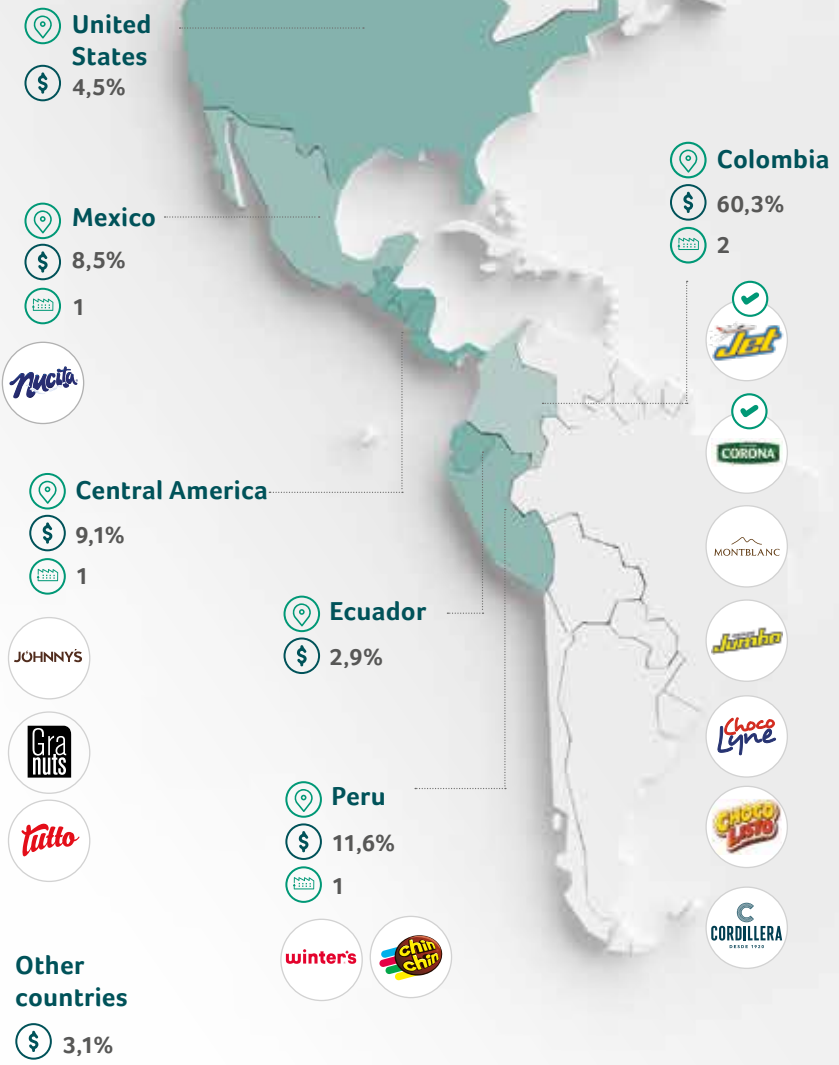 United
States
$ 4,5%
Mexico
$ 8,5%
1
nucita
Central America
$ 9,1%
1
JOHNNY'S
Gra
nuts
Tutto
Other
countries
$ 3,1%
Ecuador
$ 2,9%
Peru
$ 11,6%
1
winter's
chin
chin
Colombia
$ 60,3%
2
Jet
CORONA
MONTBLANC
Jumbo
Choco
Lyne
CHOCO
LISTO
C
CORDILLERA
DESDE 1920